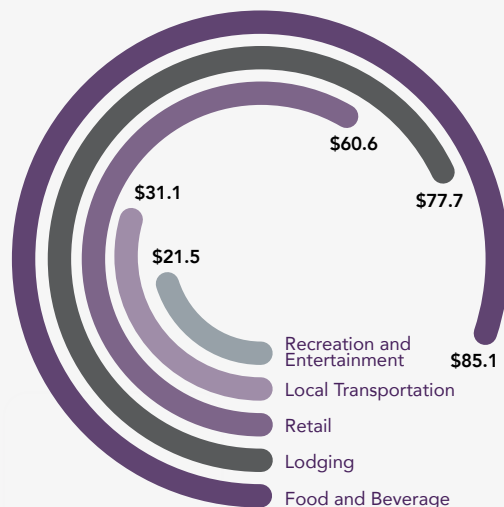 $60.6
$77.7
$31.1
$21.5
$85.1
Recreation and
Entertainment
Local Transportation
Retail
Lodging
Food and Beverage